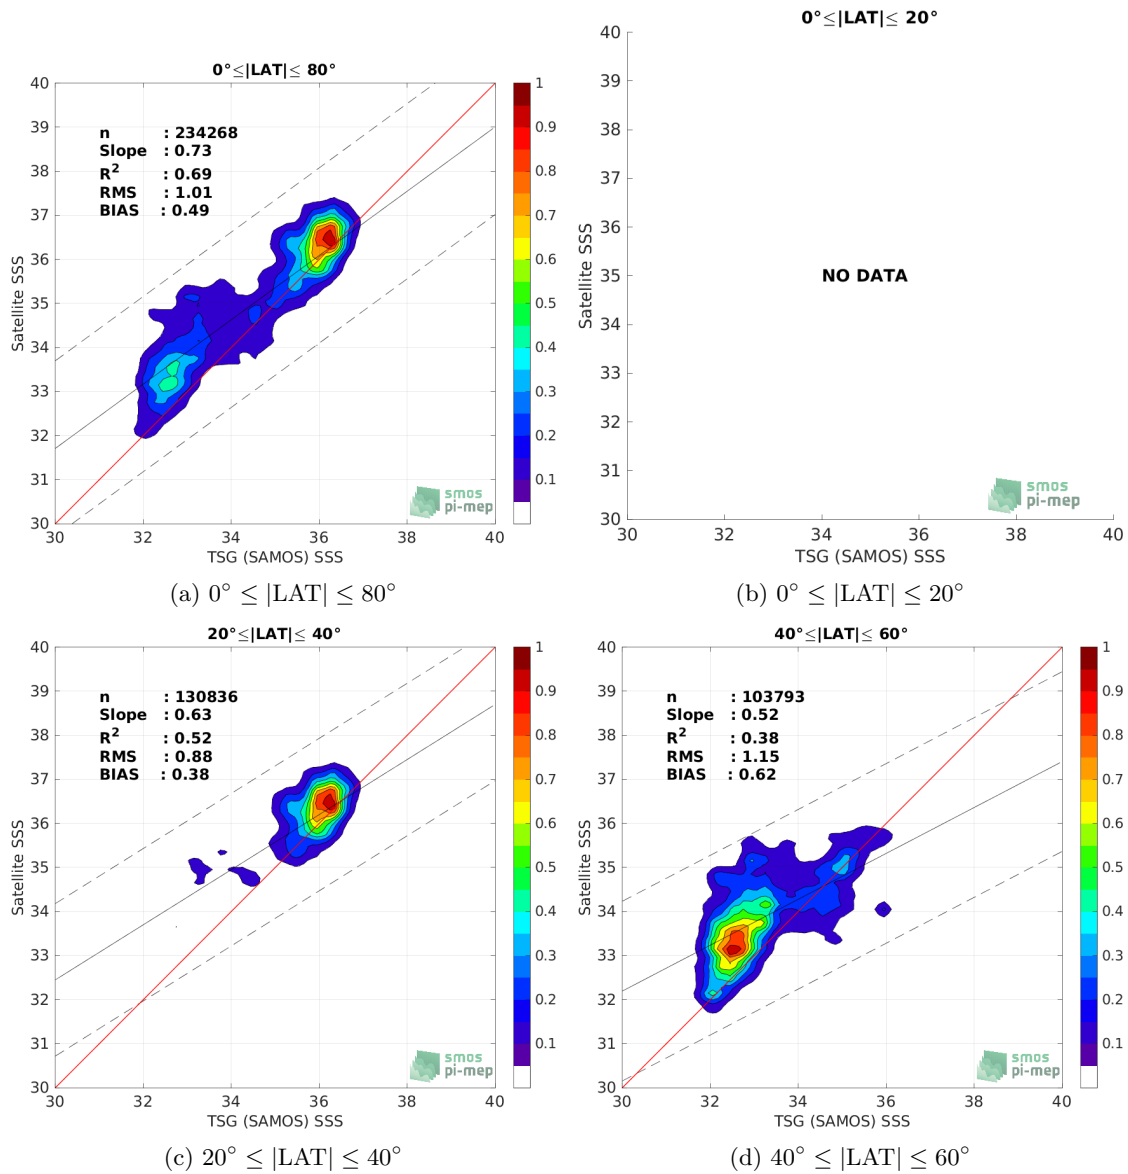 0°≤|LAT|≤ 80°
40
39
38
37
36
35
34
33
32
31
30
Satellite SSS
n : 234268
Slope : 0.73
R² : 0.69
RMS : 1.01
BIAS : 0.49
30 32 34 36 38 40
TSG (SAMOS) SSS
1
0.9
0.8
0.7
0.6
0.5
0.4
0.3
0.2
0.1
smos
pi-mep
(a) 0° ≤ |LAT| ≤ 80°
0°≤|LAT|≤ 20°
40
39
38
37
36
35
34
33
32
31
30
Satellite SSS
NO DATA
30 32 34 36 38 40
TSG (SAMOS) SSS
smos
pi-mep
(b) 0° ≤ |LAT| ≤ 20°
20°≤|LAT|≤ 40°
40
39
38
37
36
35
34
33
32
31
30
Satellite SSS
n : 130836
Slope : 0.63
R² : 0.52
RMS : 0.88
BIAS : 0.38
30 32 34 36 38 40
TSG (SAMOS) SSS
1
0.9
0.8
0.7
0.6
0.5
0.4
0.3
0.2
0.1
smos
pi-mep
(c) 20° ≤ |LAT| ≤ 40°
40°≤|LAT|≤ 60°
40
39
38
37
36
35
34
33
32
31
30
Satellite SSS
n : 103793
Slope : 0.52
R² : 0.38
RMS : 1.15
BIAS : 0.62
30 32 34 36 38 40
TSG (SAMOS) SSS
1
0.9
0.8
0.7
0.6
0.5
0.4
0.3
0.2
0.1
smos
pi-mep
(d) 40° ≤ |LAT| ≤ 60°